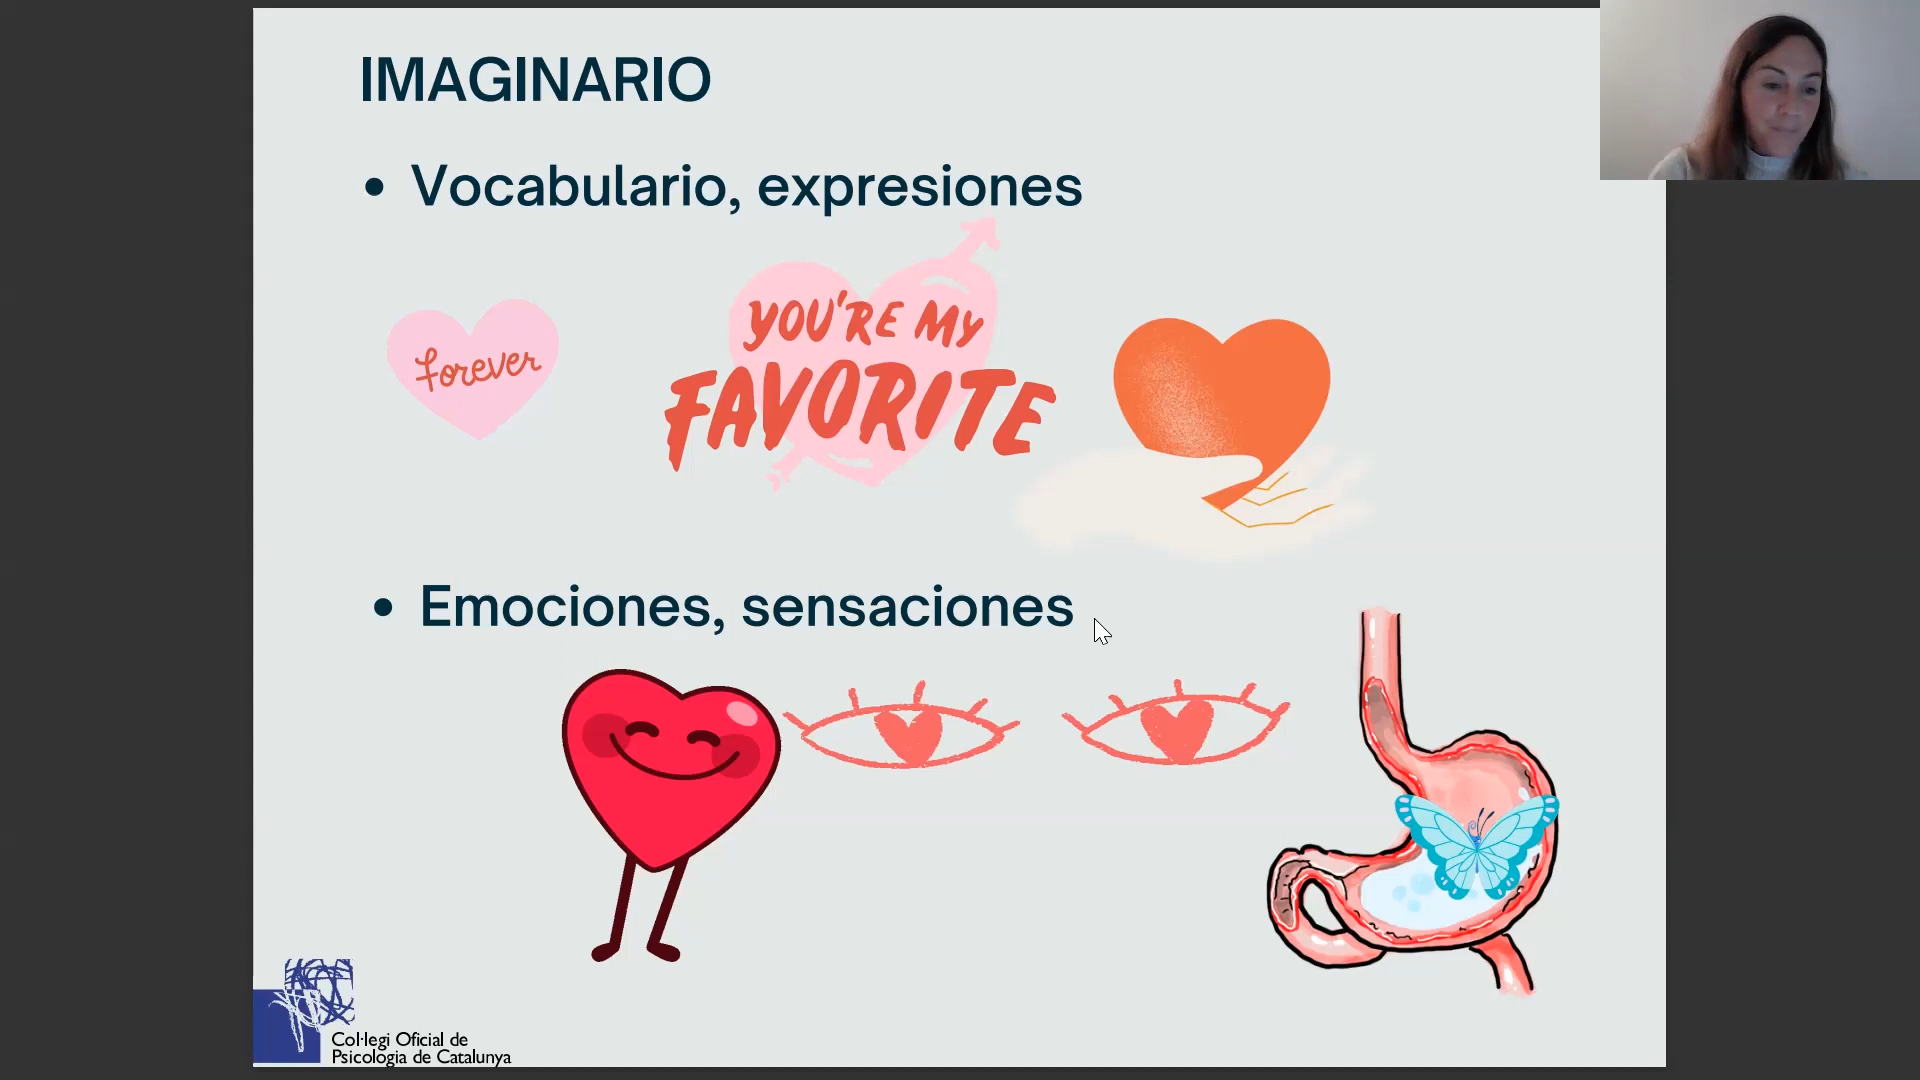 IMAGINARIO
• Vocabulario, expresiones
forever
YOU'RE MY
FAVORITE
• Emociones, sensaciones
Col·legi Oficial de
Psicologia de Catalunya